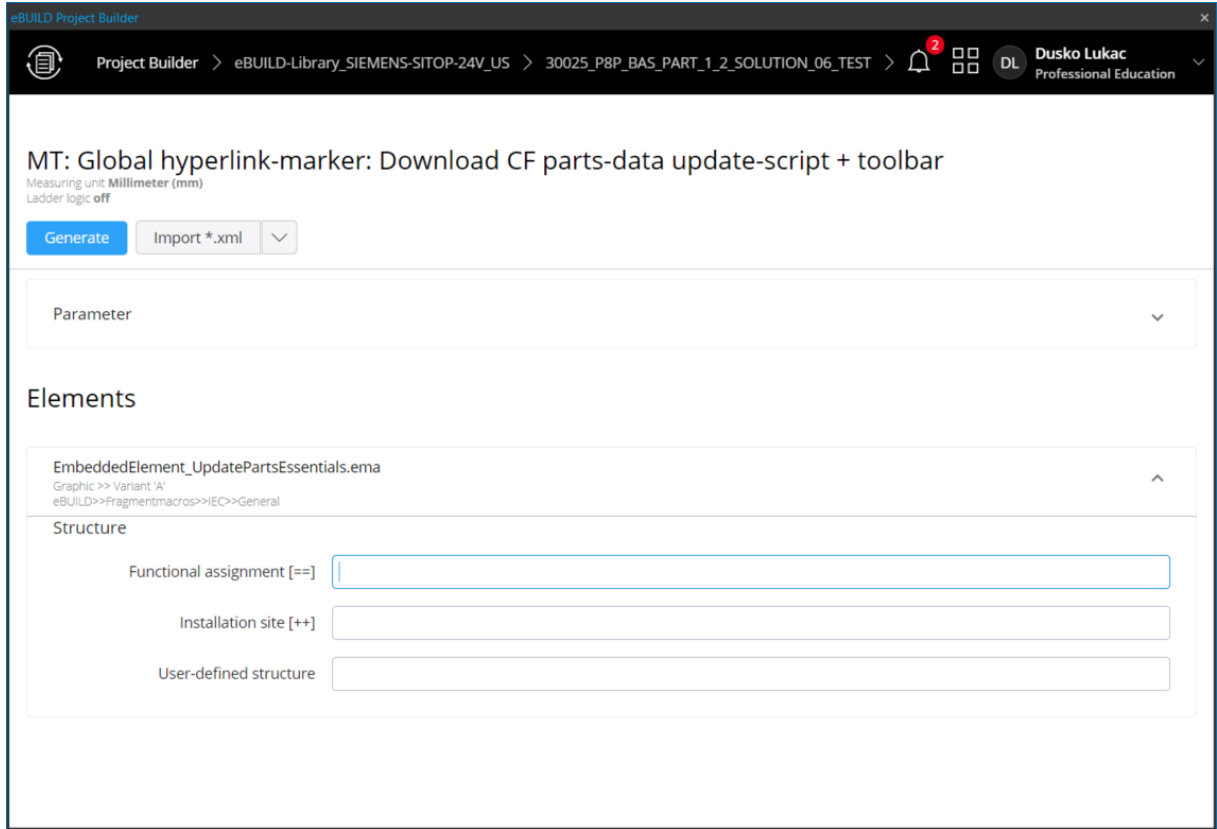 eBUILD Project Builder
Project Builder > eBUILD-Library_SIEMENS-SITOP-24V_US > 30025_P8P_BAS_PART_1_2_SOLUTION_06_TEST >
2
DL
Dusko Lukac
Professional Education
MT: Global hyperlink-marker: Download CF parts-data update-script + toolbar
Measuring unit Millimeter (mm)
Ladder logic off
Generate
Import *.xml
Parameter
Elements
EmbeddedElement_UpdatePartsEssentials.ema
Graphic >> Variant 'A'
eBUILD>>Fragmentmacros>>IEC>>General
Structure
Functional assignment [==]
Installation site [++]
User-defined structure